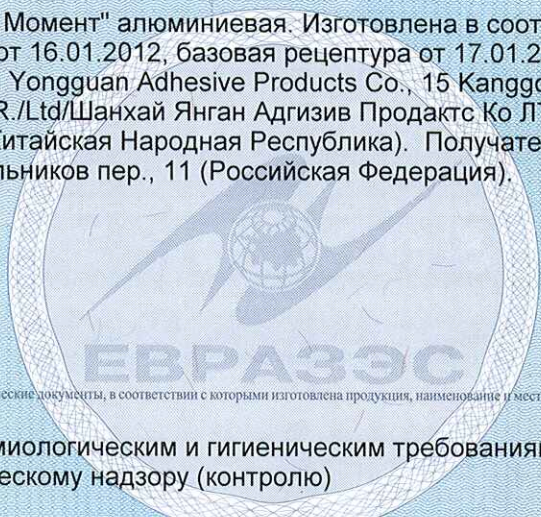 Момент" алюминиевая. Изготовлена в соот
от 16.01.2012, базовая рецептура от 17.01.2
Yongguan Adhesive Products Co., 15 Kanggo
R./Ltd/Шанхай Янган Адгизив Продактс Ко ЛТ
Китайская Народная Республика). Получате
льников пер., 11 (Российская Федерация).
ЕВРАЗЭС
ческие документы, в соответствии с которыми изготовлена продукция, наименование и мест
миологическим и гигиеническим требованиям
ескому надзору (контролю)